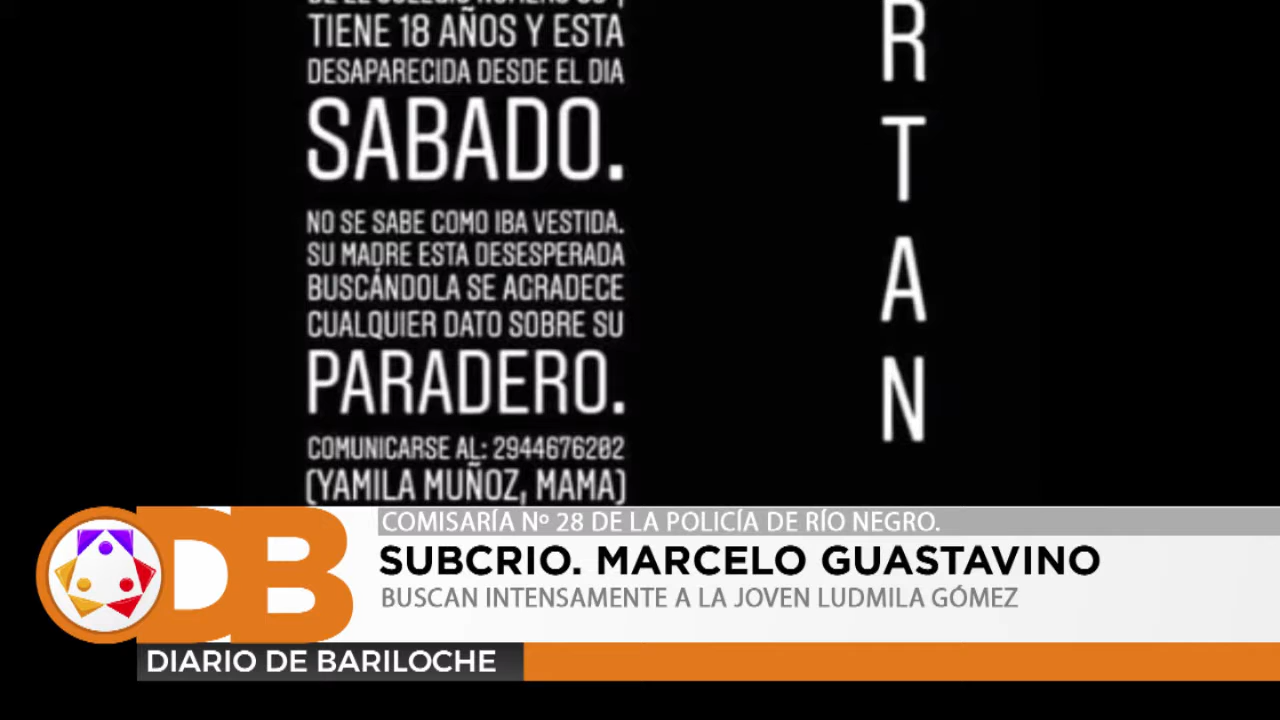 TIENE 18 AÑOS Y ESTA
DESAPARECIDA DESDE EL DIA
SABADO.
NO SE SABE COMO IBA VESTIDA.
SU MADRE ESTA DESESPERADA
BUSCÁNDOLA SE AGRADECE
CUALQUIER DATO SOBRE SU
PARADERO.
COMUNICARSE AL: 2944676202
(YAMILA MUÑOZ, MAMA)
R
T
A
N
COMISARÍA Nº 28 DE LA POLICÍA DE RÍO NEGRO.
SUBCRIO. MARCELO GUASTAVINO
BUSCAN INTENSAMENTE A LA JOVEN LUDMILA GÓMEZ
DB
DIARIO DE BARILOCHE